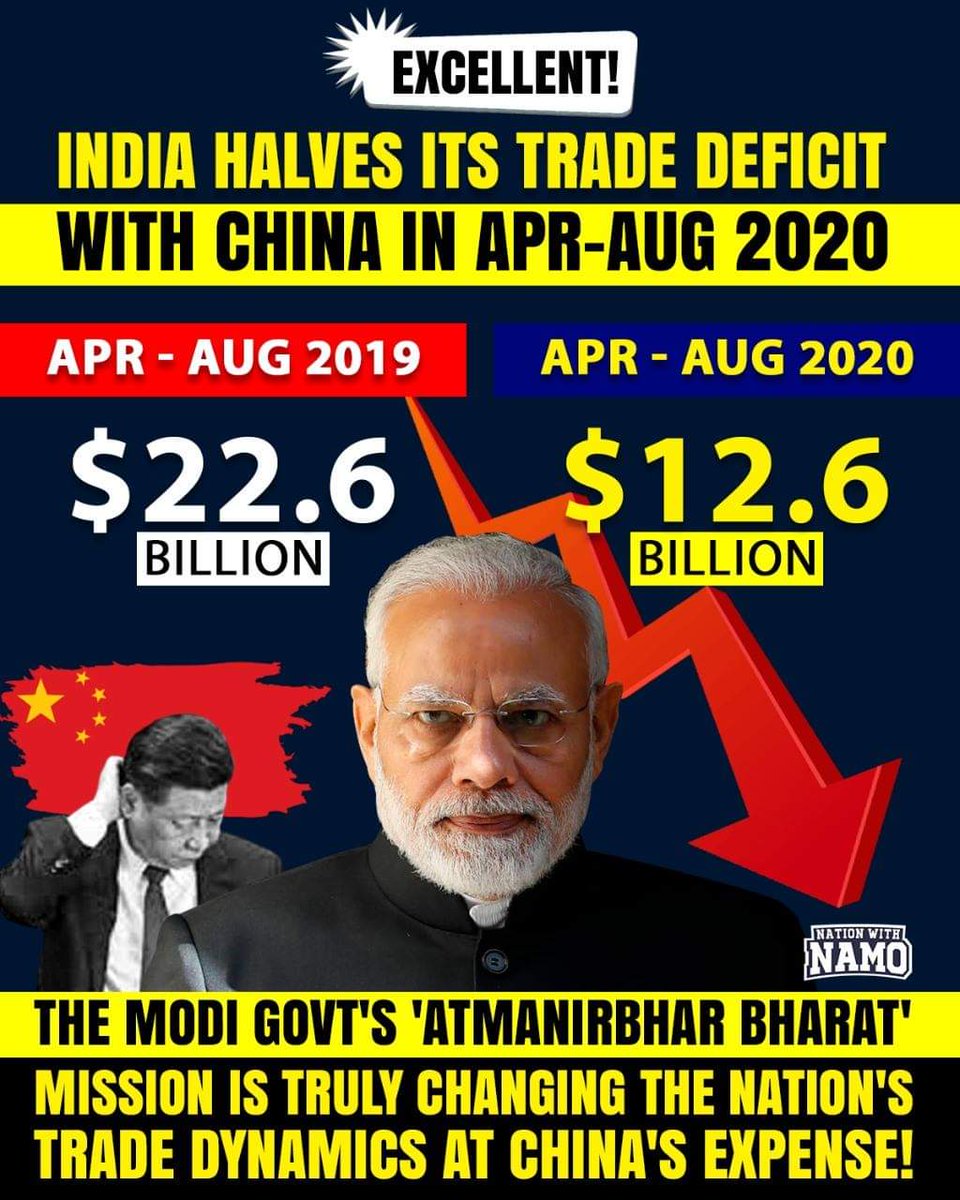 EXCELLENT!
INDIA HALVES ITS TRADE DEFICIT
WITH CHINA IN APR-AUG 2020
APR - AUG 2019
APR - AUG 2020
$22.6
BILLION
$12.6
BILLION
NATION WITH
NAMO
THE MODI GOVT'S 'ATMANIRBHAR BHARAT'
MISSION IS TRULY CHANGING THE NATION'S
TRADE DYNAMICS AT CHINA'S EXPENSE!